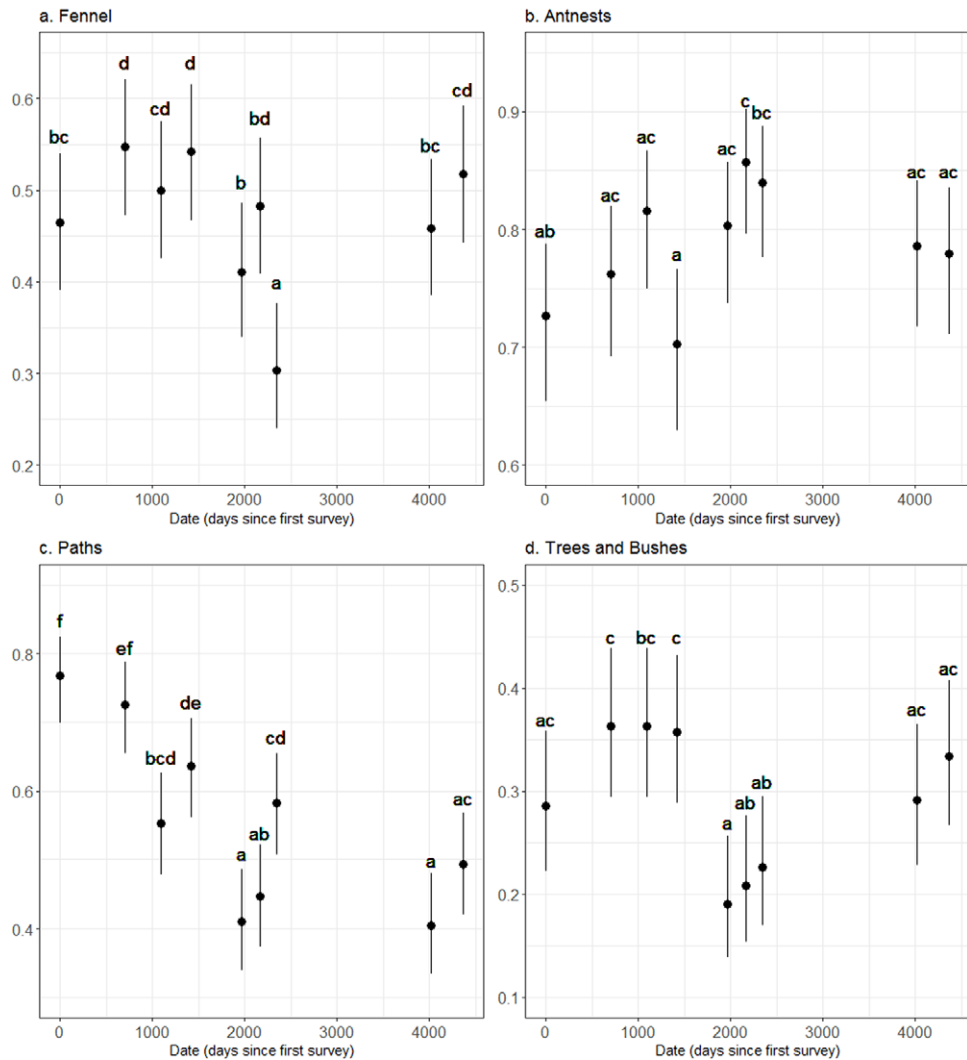 a. Fennel
0.6
0.5
0.4
0.3
0.2
bc
d
cd
d
b
bd
a
bc
cd
0 1000 2000 3000 4000
Date (days since first survey)
b. Antnests
0.9
0.8
0.7
0.6
ab
ac
ac
a
ac
c
bc
ac
ac
0 1000 2000 3000 4000
Date (days since first survey)
c. Paths
0.8
0.6
0.4
f
ef
bcd
de
a
ab
cd
a
ac
0 1000 2000 3000 4000
Date (days since first survey)
d. Trees and Bushes
0.5
0.4
0.3
0.2
0.1
ac
c
bc
c
a
ab
ab
ac
ac
0 1000 2000 3000 4000
Date (days since first survey)